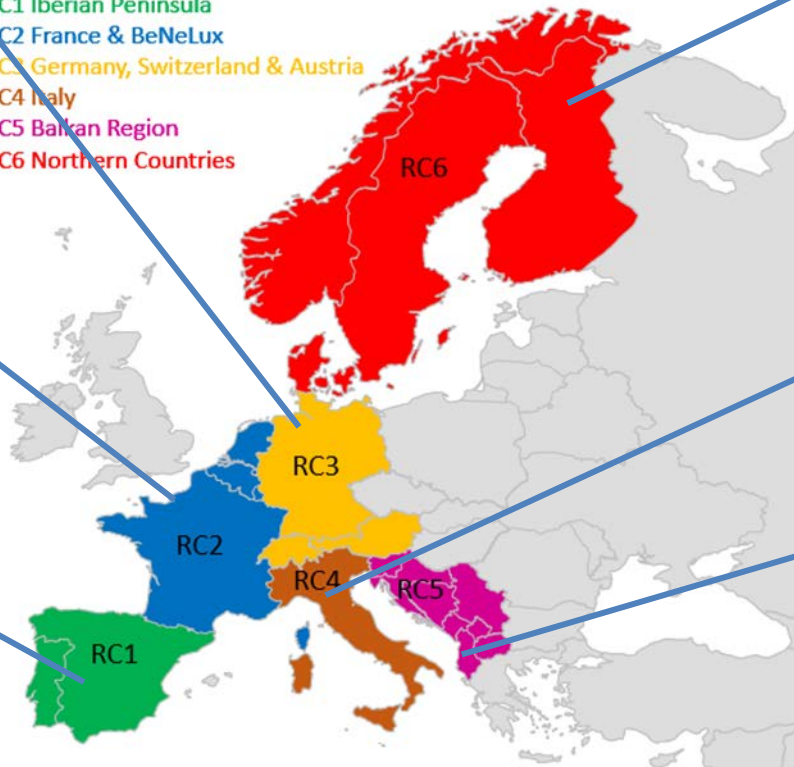 C1 Iberian Peninsula
C2 France & BeNeLux
C3 Germany, Switzerland & Austria
C4 Italy
C5 Balkan Region
C6 Northern Countries
RC6
RC3
RC2
RC4
RC5
RC1